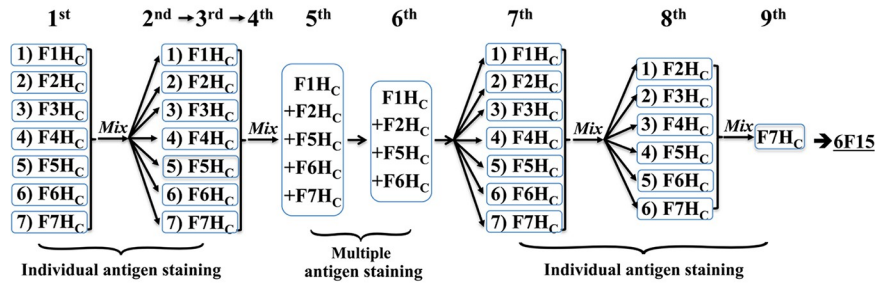 1st 2nd → 3rd → 4th 5th 6th 7th 8th 9th
1) F1HC
2) F2HC
3) F3HC
4) F4HC
5) F5HC
6) F6HC
7) F7HC
Mix
1) F1HC
2) F2HC
3) F3HC
4) F4HC
5) F5HC
6) F6HC
7) F7HC
Mix
F1HC
+F2HC
+F5HC
+F6HC
+F7HC
F1HC
+F2HC
+F5HC
+F6HC
1) F1HC
2) F2HC
3) F3HC
4) F4HC
5) F5HC
6) F6HC
7) F7HC
Mix
1) F2HC
2) F3HC
3) F4HC
4) F5HC
5) F6HC
6) F7HC
Mix
F7HC
➔ 6F15
Individual antigen staining
Multiple
antigen staining
Individual antigen staining